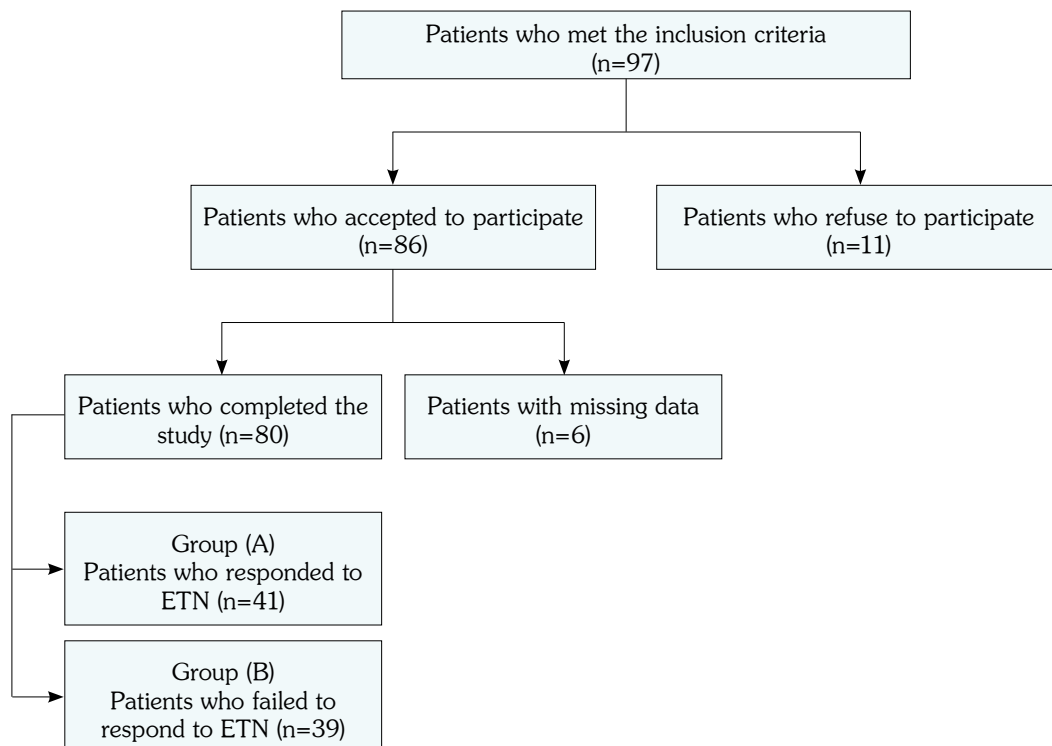 Patients who met the inclusion criteria
(n=97)
Patients who accepted to participate
(n=86)
Patients who refuse to participate
(n=11)
Patients who completed the
study (n=80)
Patients with missing data
(n=6)
Group (A)
Patients who responded to
ETN (n=41)
Group (B)
Patients who failed to
respond to ETN (n=39)